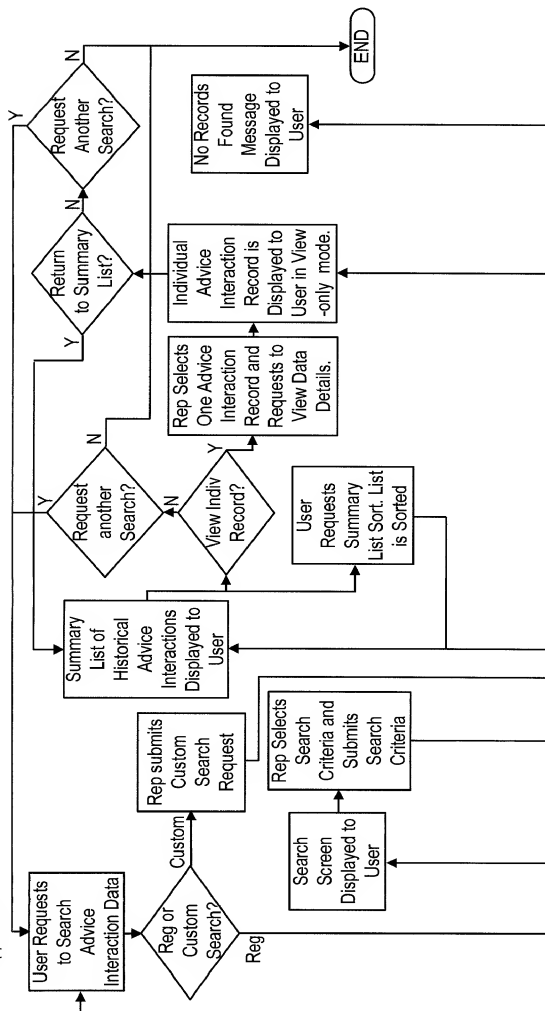 User Requests
to Search
Advice
Interaction Data
Reg or
Custom
Search?
Custom
Reg
Rep submits
Custom
Search
Request
Search
Screen
Displayed to
User
Rep Selects
Search
Criteria and
Submits
Search
Criteria
Summary
List of
Historical
Advice
Interactions
Displayed to
User
User
Requests
Summary
List Sort. List
is Sorted
View Indiv
Record?
N
Y
Request
another
Search?
Y
N
Rep Selects
One Advice
Interaction
Record and
Requests to
View Data
Details.
Individual
Advice
Interaction
Record is
Displayed to
User in View
-only mode.
Return
to Summary
List?
Y
N
Request
Another
Search?
Y
N
No Records
Found
Message
Displayed to
User
END